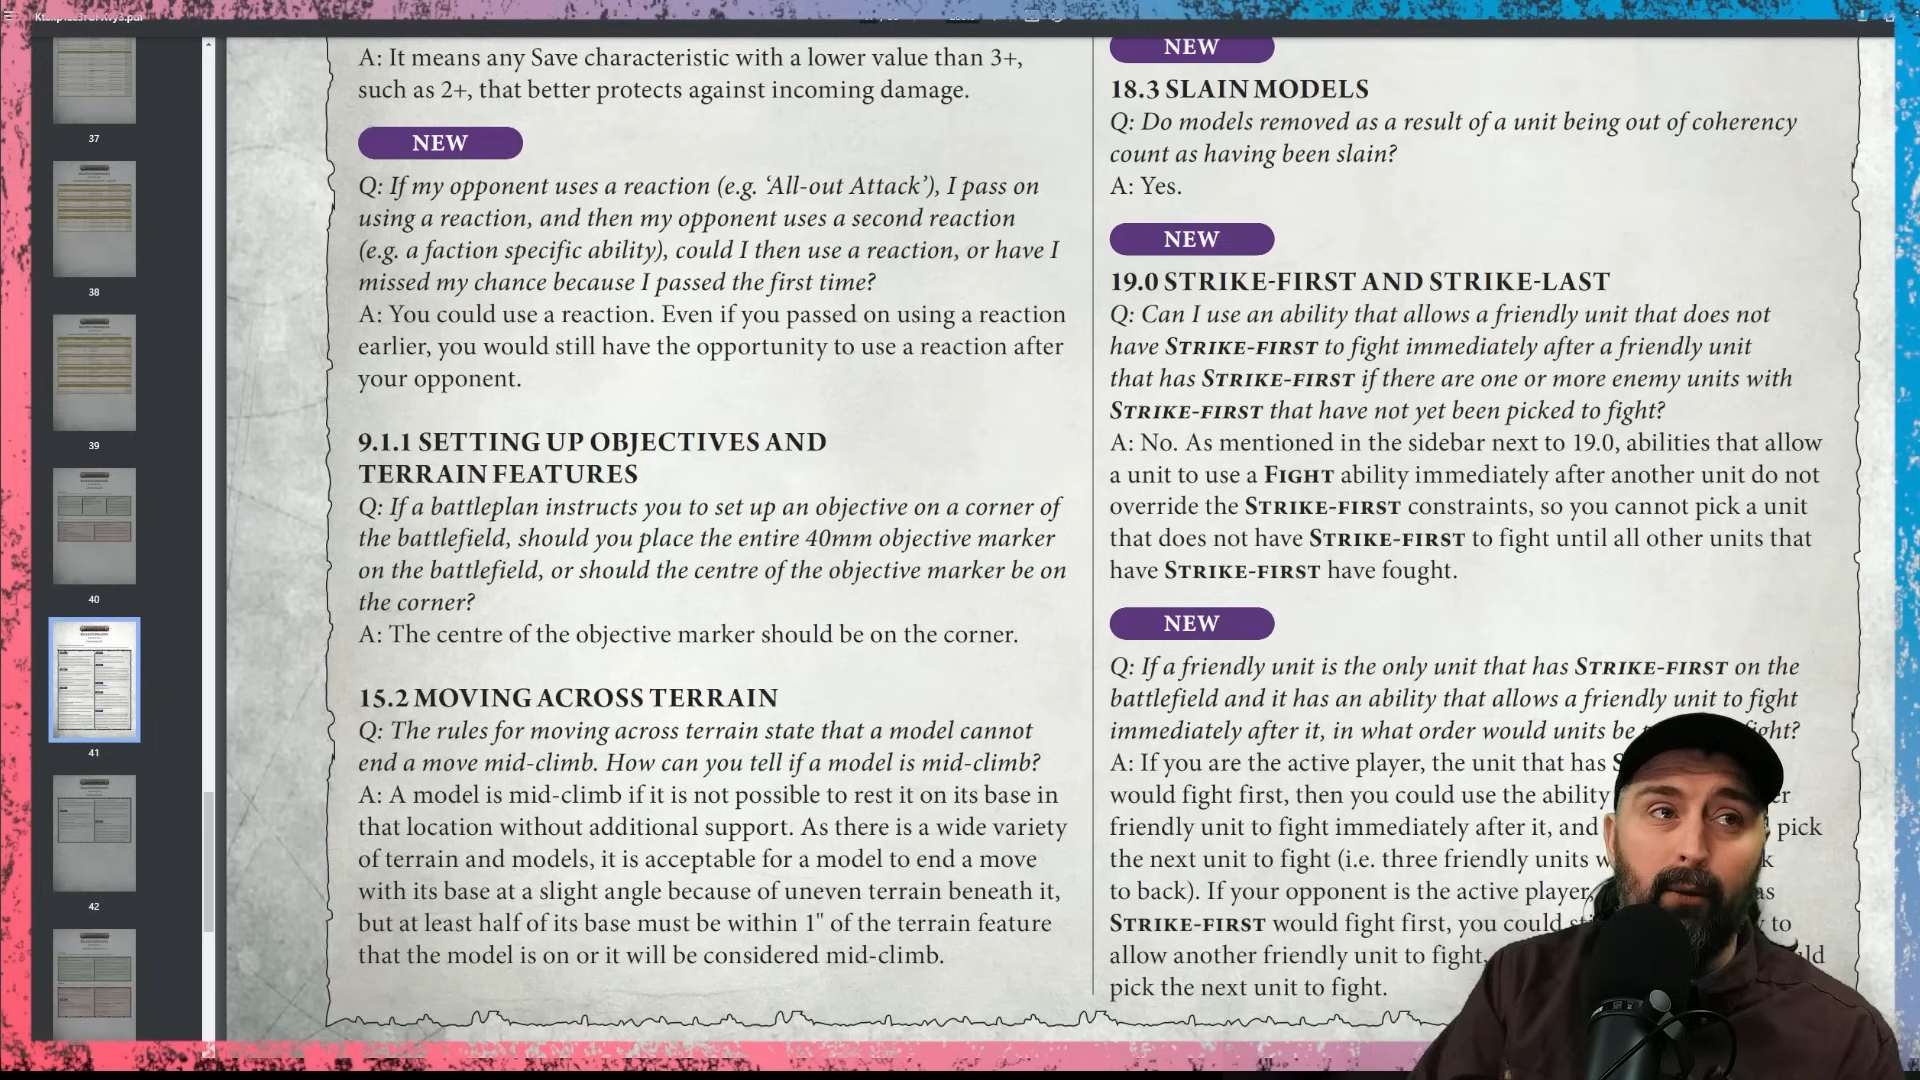 37
38
39
40
41
42
A: It means any Save characteristic with a lower value than 3+,
such as 2+, that better protects against incoming damage.
NEW
Q: If my opponent uses a reaction (e.g. ‘All-out Attack’), I pass on
using a reaction, and then my opponent uses a second reaction
(e.g. a faction specific ability), could I then use a reaction, or have I
missed my chance because I passed the first time?
A: You could use a reaction. Even if you passed on using a reaction
earlier, you would still have the opportunity to use a reaction after
your opponent.
9.1.1 SETTING UP OBJECTIVES AND
TERRAIN FEATURES
Q: If a battleplan instructs you to set up an objective on a corner of
the battlefield, should you place the entire 40mm objective marker
on the battlefield, or should the centre of the objective marker be on
the corner?
A: The centre of the objective marker should be on the corner.
15.2 MOVING ACROSS TERRAIN
Q: The rules for moving across terrain state that a model cannot
end a move mid-climb. How can you tell if a model is mid-climb?
A: A model is mid-climb if it is not possible to rest it on its base in
that location without additional support. As there is a wide variety
of terrain and models, it is acceptable for a model to end a move
with its base at a slight angle because of uneven terrain beneath it,
but at least half of its base must be within 1" of the terrain feature
that the model is on or it will be considered mid-climb.
NEW
18.3 SLAIN MODELS
Q: Do models removed as a result of a unit being out of coherency
count as having been slain?
A: Yes.
NEW
19.0 STRIKE-FIRST AND STRIKE-LAST
Q: Can I use an ability that allows a friendly unit that does not
have STRIKE-FIRST to fight immediately after a friendly unit
that has STRIKE-FIRST if there are one or more enemy units with
STRIKE-FIRST that have not yet been picked to fight?
A: No. As mentioned in the sidebar next to 19.0, abilities that allow
a unit to use a FIGHT ability immediately after another unit do not
override the STRIKE-FIRST constraints, so you cannot pick a unit
that does not have STRIKE-FIRST to fight until all other units that
have STRIKE-FIRST have fought.
NEW
Q: If a friendly unit is the only unit that has STRIKE-FIRST on the
battlefield and it has an ability that allows a friendly unit to fight
immediately after it, in what order would units be
A: If you are the active player, the unit that has
would fight first, then you could use the ability
friendly unit to fight immediately after it, and pick
the next unit to fight (i.e. three friendly units
to back). If your opponent is the active player,
STRIKE-FIRST would fight first, you could to
allow another friendly unit to fight,
pick the next unit to fight.